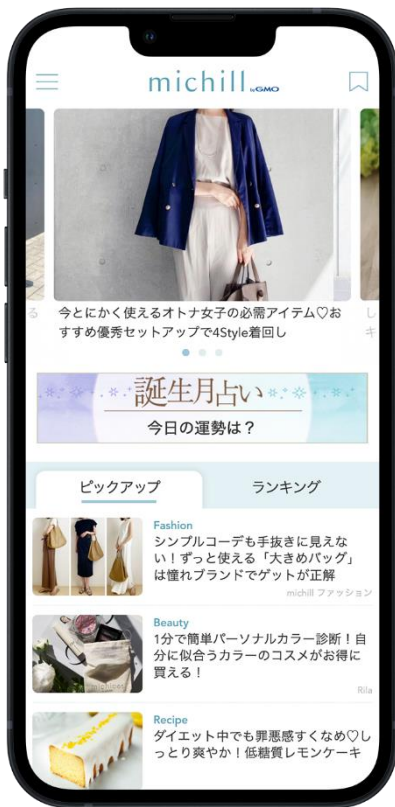 michill byGMO
る
今とにかく使えるオトナ女子の必需アイテム♡お
すすめ優秀セットアップで4Style着回し
し
キ
誕生月占い
今日の運勢は？
ピックアップ
ランキング
Fashion
シンプルコーデも手抜きに見えな
い！ずっと使える「大きめバッグ」
は憧れブランドでゲットが正解
michill ファッション
Beauty
1分で簡単パーソナルカラー診断！自
分に似合うカラーのコスメがお得に
買える！
Rila
Recipe
ダイエット中でも罪悪感すくなめ♡し
っとり爽やか！低糖質レモンケーキ